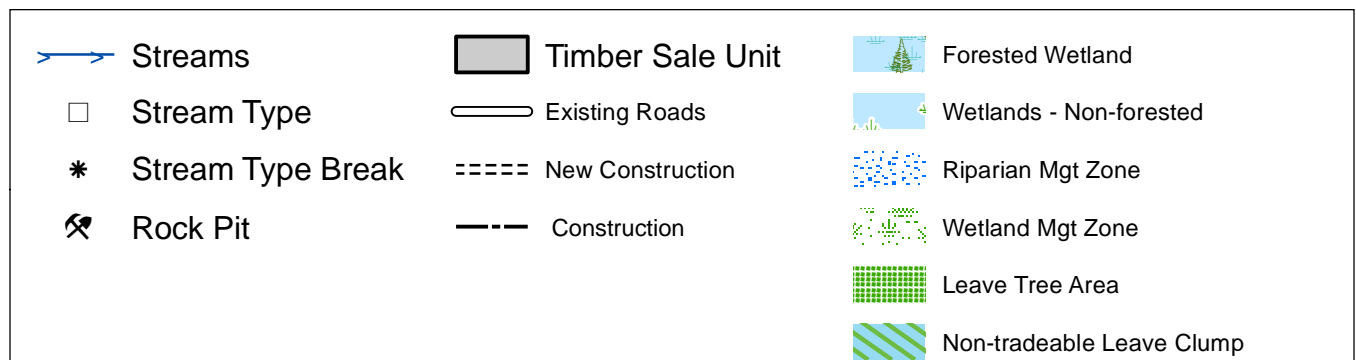 Streams
Stream Type
Stream Type Break
Rock Pit
Timber Sale Unit
Existing Roads
New Construction
Construction
Forested Wetland
Wetlands - Non-forested
Riparian Mgt Zone
Wetland Mgt Zone
Leave Tree Area
Non-tradeable Leave Clump